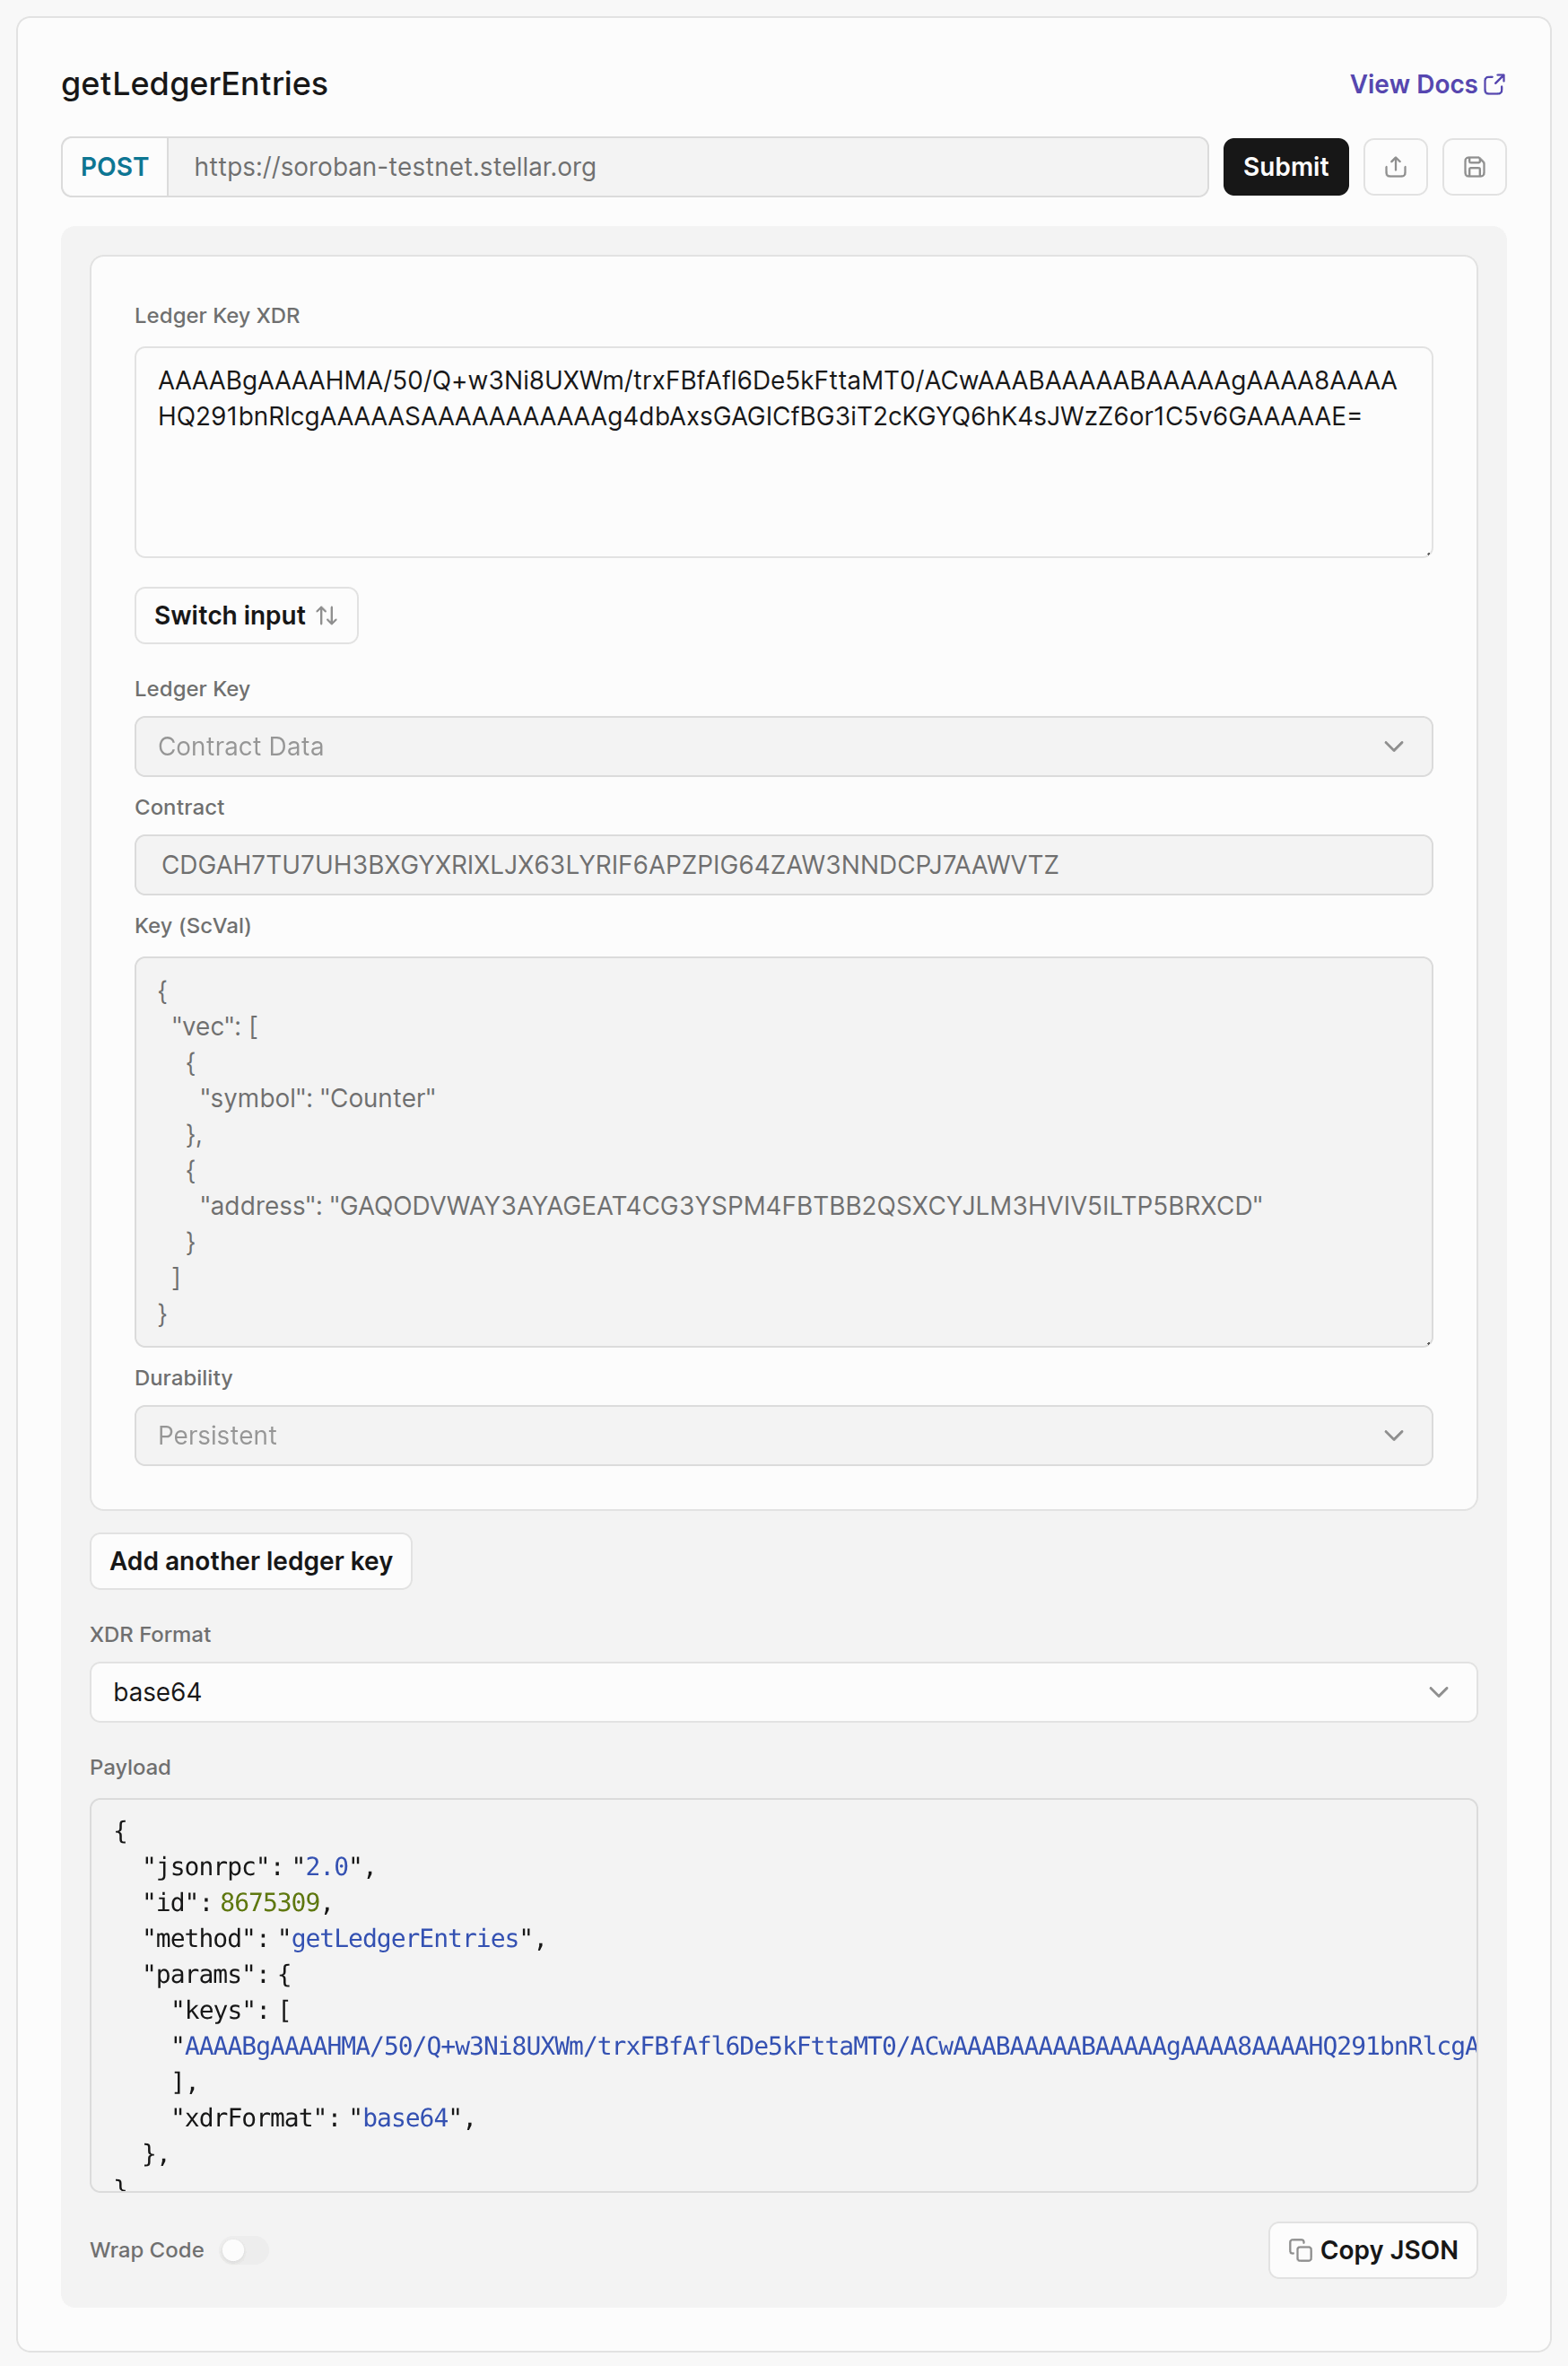 getLedgerEntries
View Docs
POST
https://soroban-testnet.stellar.org
Submit
Ledger Key XDR
AAAABgAAAAHMA/50/Q+w3Ni8UXWm/trxFBfAfl6De5kFttaMT0/ACwAAABAAAAABAAAAAgAAAA8AAAA
HQ291bnRlcgAAAAASAAAAAAAAAAAg4dbAxsGAGICfBG3iT2cKGYQ6hK4sJWzZ6or1C5v6GAAAAAE=
Switch input
Ledger Key
Contract Data
Contract
CDGAH7TU7UH3BXGYXRIXLJX63LYRIF6APZPIG64ZAW3NNDCPJ7AAWVTZ
Key (ScVal)
{
"vec": [
{
"symbol": "Counter"
},
{
"address": "GAQODVWAY3AYAGEAT4CG3YSPM4FBTBB2QSXCYJLM3HVIV5ILTP5BRXCD"
}
]
}
Durability
Persistent
Add another ledger key
XDR Format
base64
Payload
{
"jsonrpc": "2.0",
"id": 8675309,
"method": "getLedgerEntries",
"params": {
"keys": [
"AAAABgAAAAHMA/50/Q+w3Ni8UXWm/trxFBfAfl6De5kFttaMT0/ACwAAABAAAAABAAAAAgAAAA8AAAAHQ291bnRlcgA
],
"xdrFormat": "base64",
},
}
Wrap Code
Copy JSON